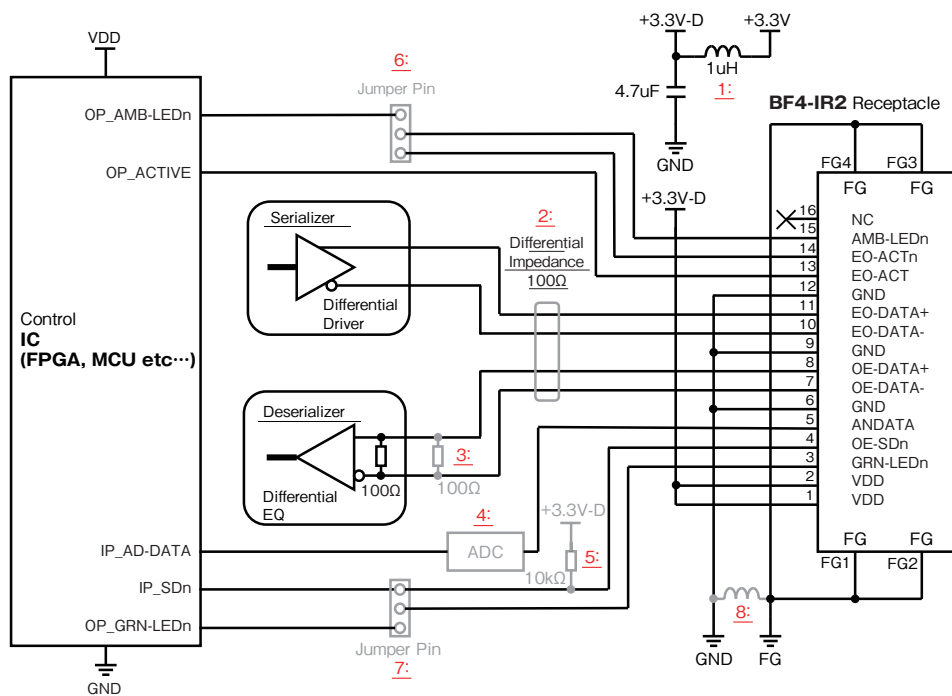 +3.3V-D
+3.3V
VDD
6:
Jumper Pin
1uH
1:
4.7uF
GND
BF4-IR2 Receptacle
OP_AMB-LEDn
OP_ACTIVE
FG4
FG3
FG
FG
+3.3V-D
Serializer
Differential
Driver
2:
Differential
Impedance
100Ω
16
NC
15
AMB-LEDn
14
EO-ACTn
13
EO-ACT
12
GND
11
EO-DATA+
10
EO-DATA-
9
GND
8
OE-DATA+
7
OE-DATA-
6
GND
5
ANDATA
4
OE-SDn
3
GRN-LEDn
2
VDD
1
VDD
Control
IC
(FPGA, MCU etc⋯)
Deserializer
Differential
EQ
100Ω
3:
100Ω
4:
ADC
+3.3V-D
5:
10kΩ
IP_AD-DATA
IP_SDn
OP_GRN-LEDn
Jumper Pin
7:
FG
FG
FG1
FG2
8:
GND
FG
GND